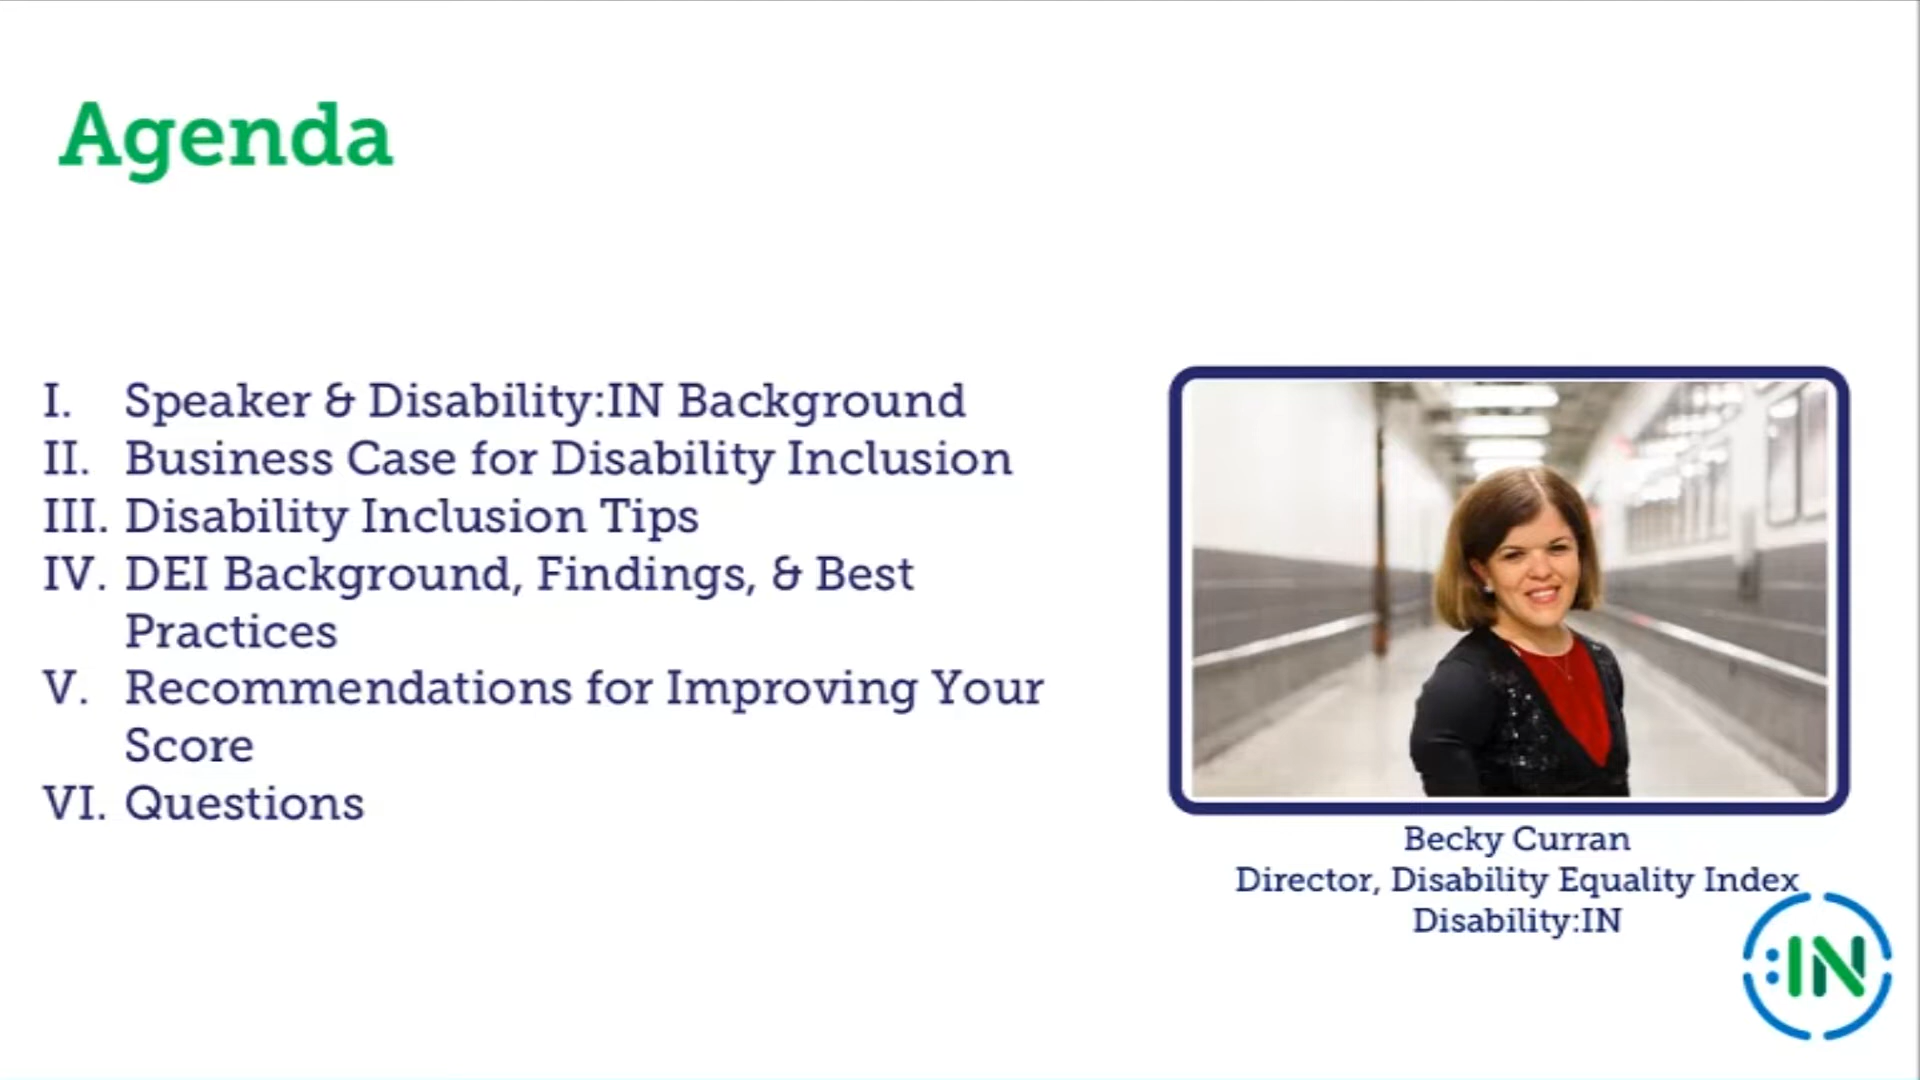 Agenda
I. Speaker & Disability:IN Background
II. Business Case for Disability Inclusion
III. Disability Inclusion Tips
IV. DEI Background, Findings, & Best
Practices
V. Recommendations for Improving Your
Score
VI. Questions
Becky Curran
Director, Disability Equality Index
Disability:IN
:IN